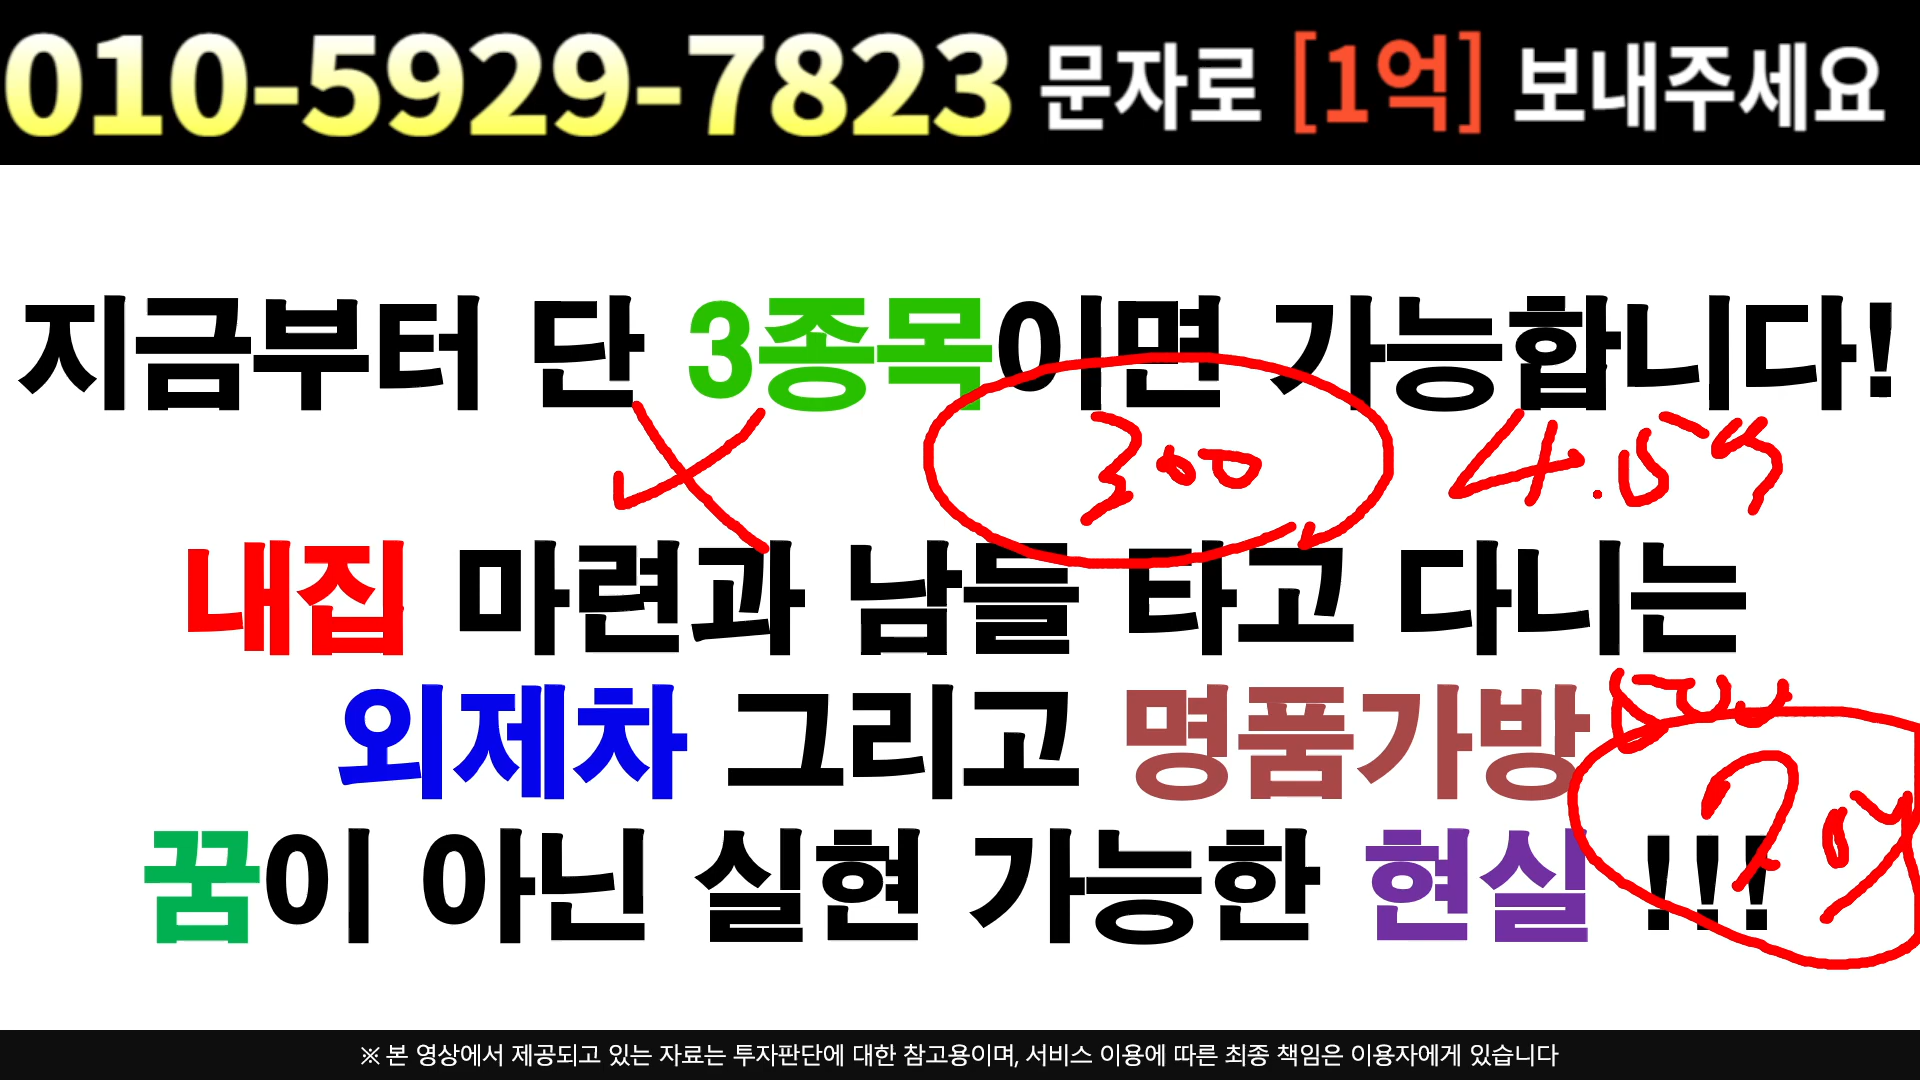 010-5929-7823 문자로 [1억] 보내주세요
지금부터 단 3종목이면 가능합니다!
300 4.5억
내집 마련과 남들 타고 다니는
500
외제차 그리고 명품가방
꿈이 아닌 실현 가능한 현실 !!!
※ 본 영상에서 제공되고 있는 자료는 투자판단에 대한 참고용이며, 서비스 이용에 따른 최종 책임은 이용자에게 있습니다